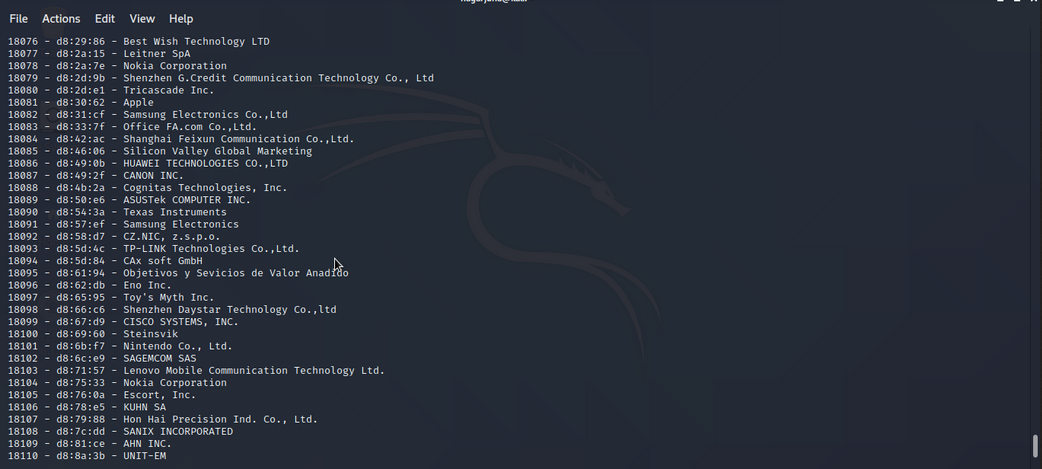 File Actions Edit View Help
18076 - d8:29:86 - Best Wish Technology LTD
18077 - d8:2a:15 - Leitner SpA
18078 - d8:2a:7e - Nokia Corporation
18079 - d8:2d:9b - Shenzhen G.Credit Communication Technology Co., Ltd
18080 - d8:2d:e1 - Tricascade Inc.
18081 - d8:30:62 - Apple
18082 - d8:31:cf - Samsung Electronics Co.,Ltd
18083 - d8:33:7f - Office FA.com Co.,Ltd.
18084 - d8:42:ac - Shanghai Feixun Communication Co.,Ltd.
18085 - d8:46:06 - Silicon Valley Global Marketing
18086 - d8:49:0b - HUAWEI TECHNOLOGIES CO.,LTD
18087 - d8:49:2f - CANON INC.
18088 - d8:4b:2a - Cognitas Technologies, Inc.
18089 - d8:50:e6 - ASUSTek COMPUTER INC.
18090 - d8:54:3a - Texas Instruments
18091 - d8:57:ef - Samsung Electronics
18092 - d8:58:d7 - CZ.NIC, z.s.p.o.
18093 - d8:5d:4c - TP-LINK Technologies Co.,Ltd.
18094 - d8:5d:84 - CAx soft GmbH
18095 - d8:61:94 - Objetivos y Sevicios de Valor Anadido
18096 - d8:62:db - Eno Inc.
18097 - d8:65:95 - Toy's Myth Inc.
18098 - d8:66:c6 - Shenzhen Daystar Technology Co.,ltd
18099 - d8:67:d9 - CISCO SYSTEMS, INC.
18100 - d8:69:60 - Steinsvik
18101 - d8:6b:f7 - Nintendo Co., Ltd.
18102 - d8:6c:e9 - SAGEMCOM SAS
18103 - d8:71:57 - Lenovo Mobile Communication Technology Ltd.
18104 - d8:75:33 - Nokia Corporation
18105 - d8:76:0a - Escort, Inc.
18106 - d8:78:e5 - KUHN SA
18107 - d8:79:88 - Hon Hai Precision Ind. Co., Ltd.
18108 - d8:7c:dd - SANIX INCORPORATED
18109 - d8:81:ce - AHN INC.
18110 - d8:8a:3b - UNIT-EM